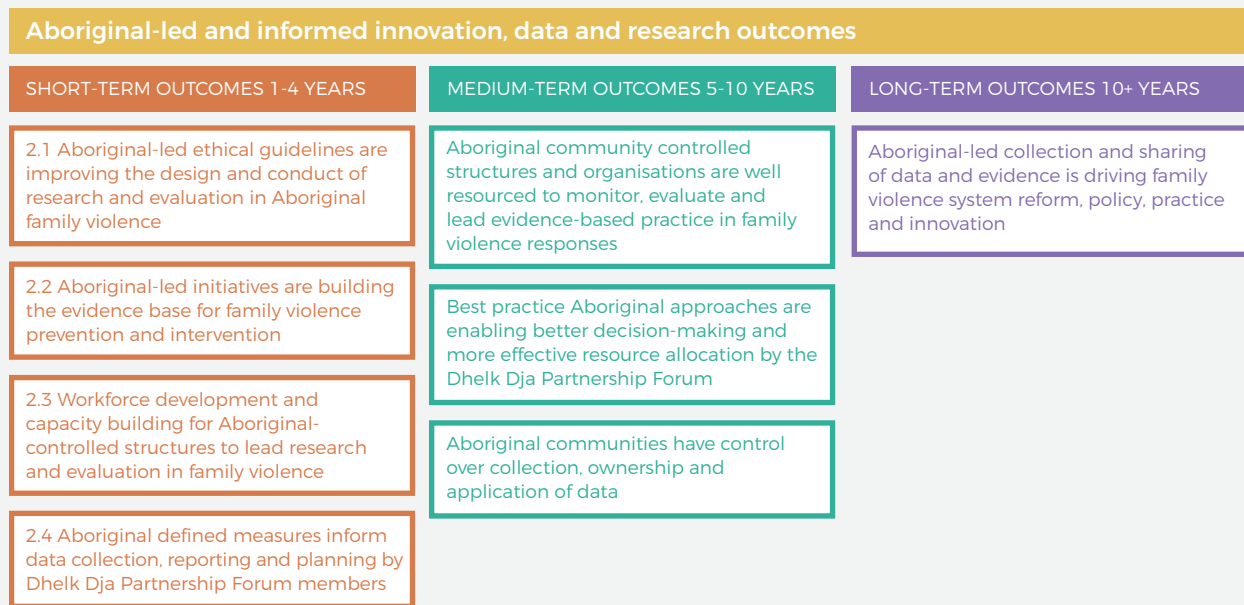 Aboriginal-led and informed innovation, data and research outcomes
SHORT-TERM OUTCOMES 1-4 YEARS
2.1 Aboriginal-led ethical guidelines are
improving the design and conduct of
research and evaluation in Aboriginal
family violence
2.2 Aboriginal-led initiatives are building
the evidence base for family violence
prevention and intervention
2.3 Workforce development and
capacity building for Aboriginal-
controlled structures to lead research
and evaluation in family violence
2.4 Aboriginal defined measures inform
data collection, reporting and planning by
Dhelk Dja Partnership Forum members
MEDIUM-TERM OUTCOMES 5-10 YEARS
Aboriginal community controlled
structures and organisations are well
resourced to monitor, evaluate and
lead evidence-based practice in family
violence responses
Best practice Aboriginal approaches are
enabling better decision-making and
more effective resource allocation by the
Dhelk Dja Partnership Forum
Aboriginal communities have control
over collection, ownership and
application of data
LONG-TERM OUTCOMES 10+ YEARS
Aboriginal-led collection and sharing
of data and evidence is driving family
violence system reform, policy, practice
and innovation